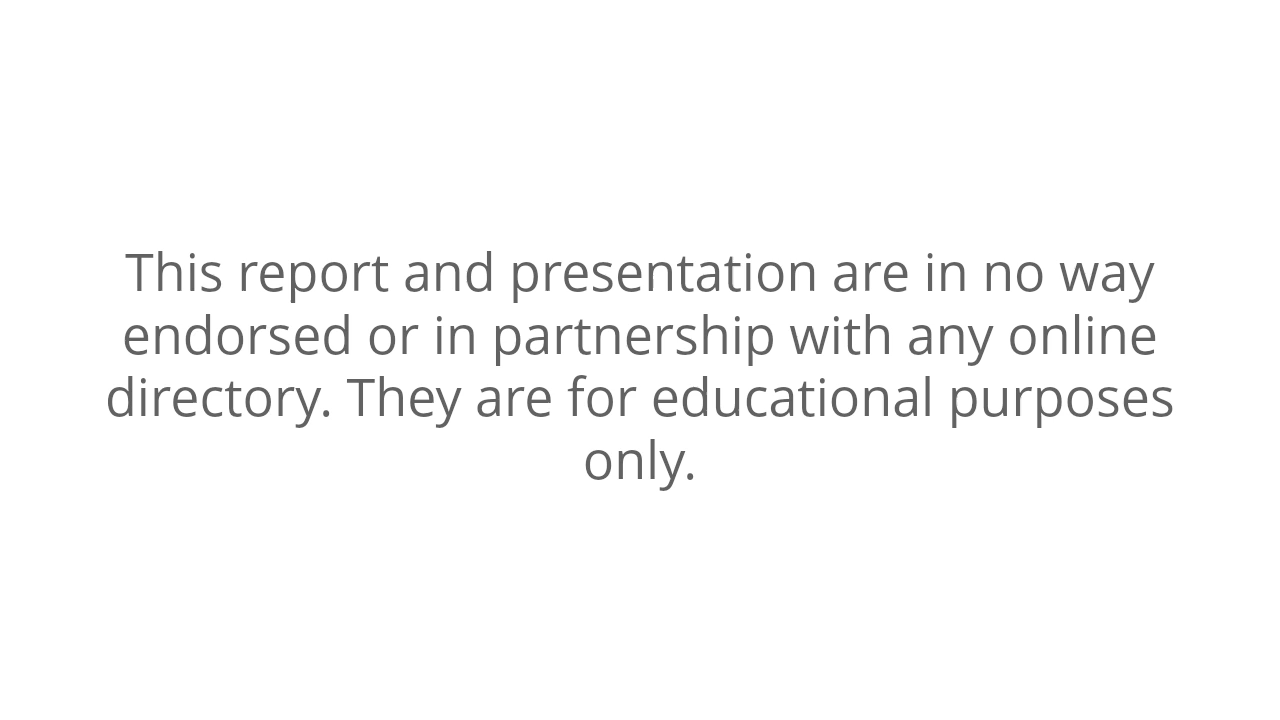 This report and presentation are in no way
endorsed or in partnership with any online
directory. They are for educational purposes
only.